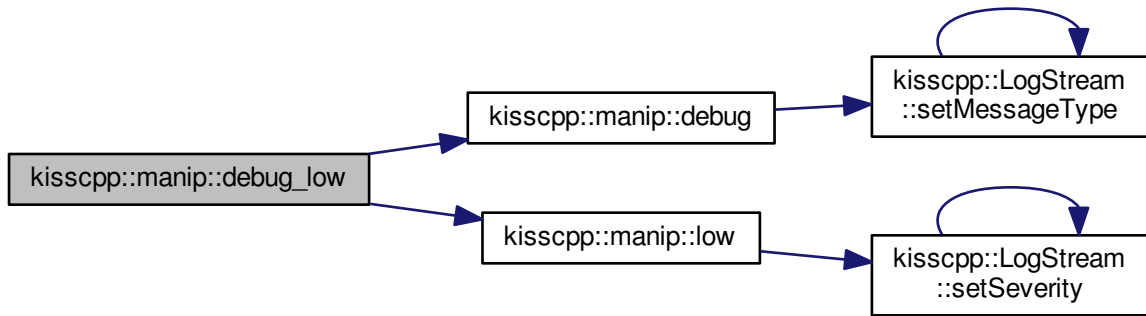 kisscpp::manip::debug_low
kisscpp::manip::debug
kisscpp::LogStream
::setMessageType
kisscpp::manip::low
kisscpp::LogStream
::setSeverity